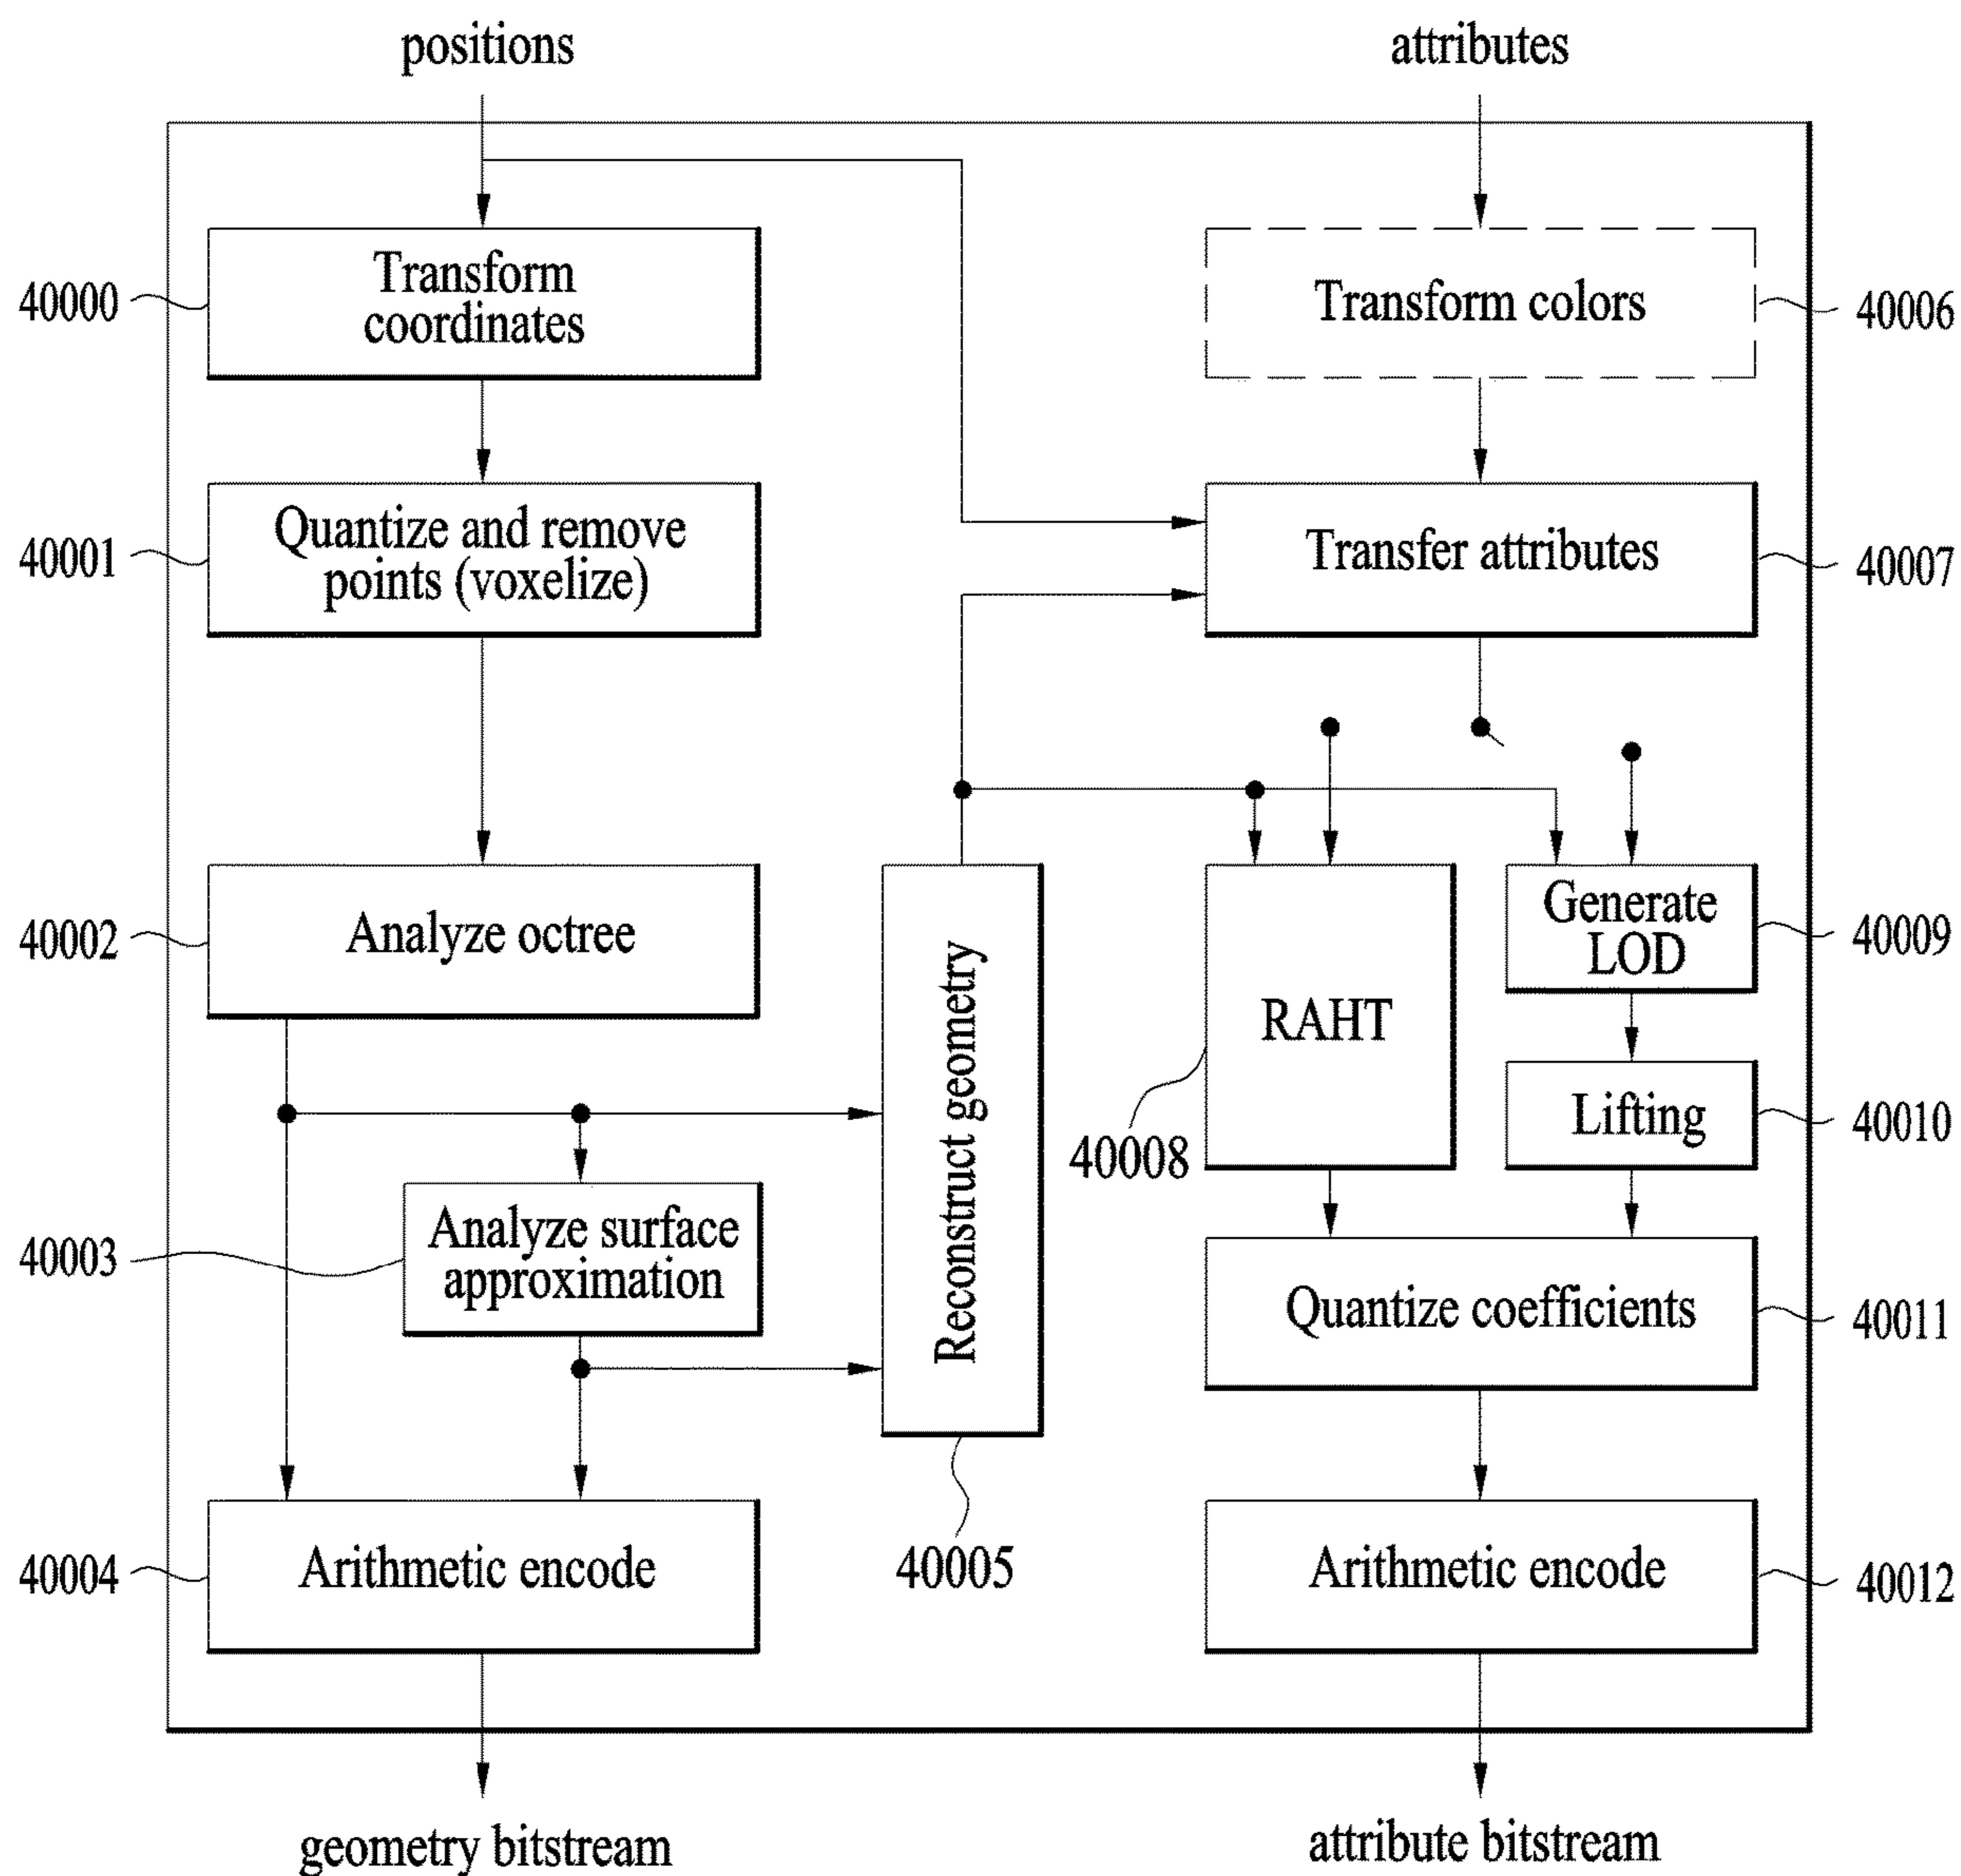 positions
attributes
Transform
coordinates
40000
Transform colors
40006
Quantize and remove
points (voxelize)
40001
Transfer attributes
40007
Analyze octree
40002
Reconstruct geometry
40005
RAHT
40008
Generate
LOD
40009
Lifting
40010
Analyze surface
approximation
40003
Quantize coefficients
40011
Arithmetic encode
40004
Arithmetic encode
40012
geometry bitstream
attribute bitstream